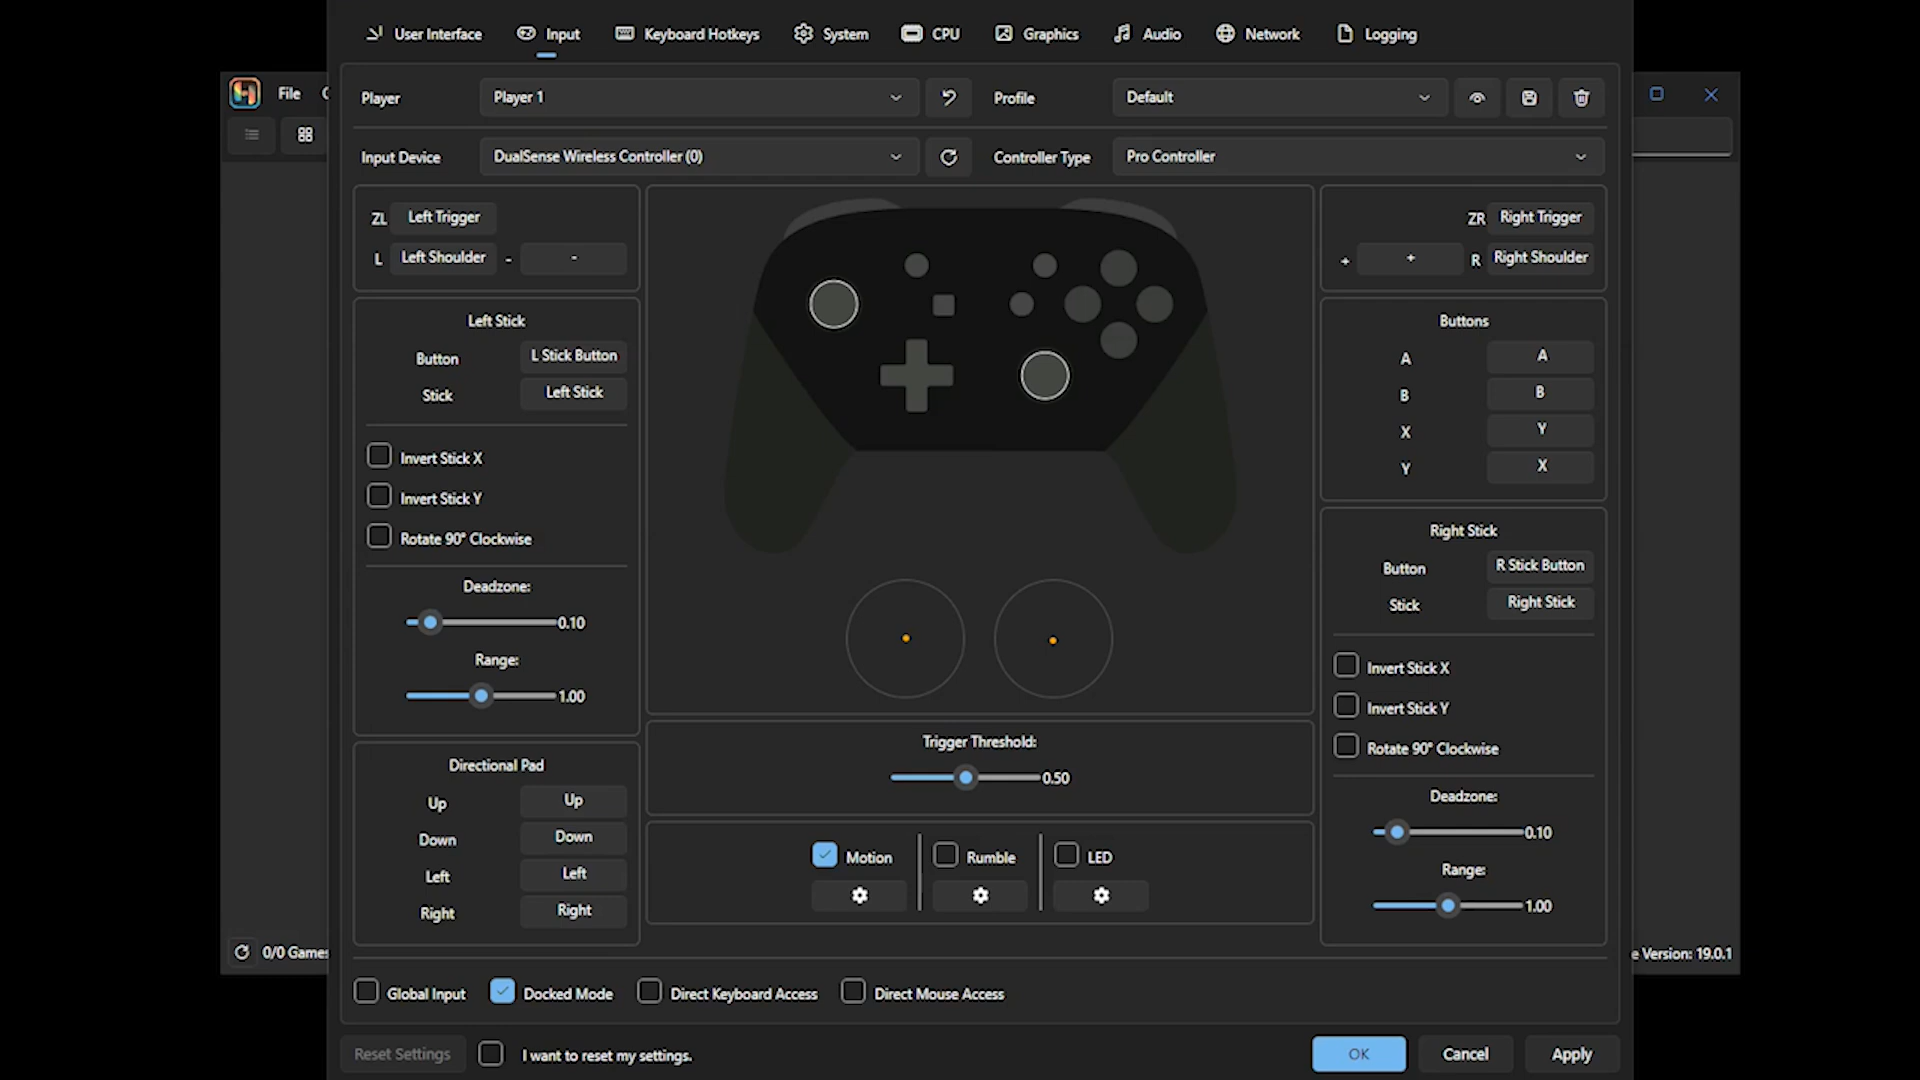 User Interface
Input
Keyboard Hotkeys
System
CPU
Graphics
Audio
Network
Logging
File
Player
Player 1
Profile
Default
Input Device
DualSense Wireless Controller (0)
Controller Type
Pro Controller
ZL
Left Trigger
L
Left Shoulder
-
-
ZR
Right Trigger
+
+
R
Right Shoulder
Left Stick
Button
L Stick Button
Stick
Left Stick
Invert Stick X
Invert Stick Y
Rotate 90° Clockwise
Deadzone:
0.10
Range:
1.00
Directional Pad
Up
Up
Down
Down
Left
Left
Right
Right
Trigger Threshold:
0.50
Motion
Rumble
LED
Buttons
A
A
B
B
X
Y
Y
X
Right Stick
Button
R Stick Button
Stick
Right Stick
Invert Stick X
Invert Stick Y
Rotate 90° Clockwise
Deadzone:
0.10
Range:
1.00
0/0 Games
e Version: 19.0.1
Global Input
Docked Mode
Direct Keyboard Access
Direct Mouse Access
Reset Settings
I want to reset my settings.
OK
Cancel
Apply